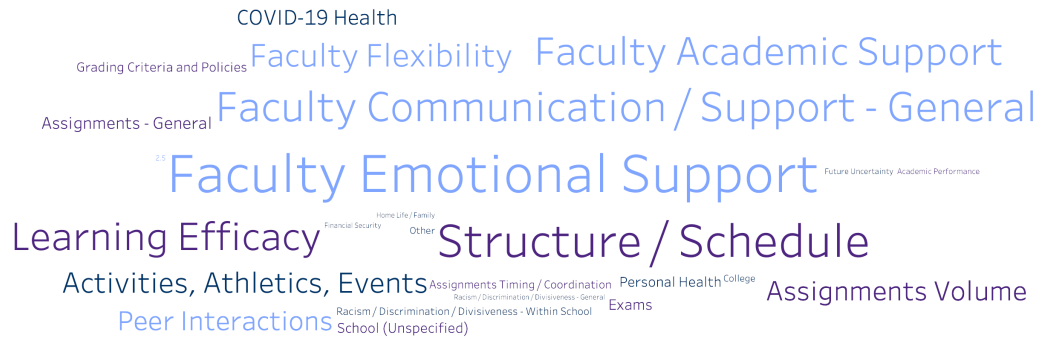 COVID-19 Health
Grading Criteria and Policies Faculty Flexibility Faculty Academic Support
Assignments - General Faculty Communication / Support - General
2.5 Faculty Emotional Support Future Uncertainty Academic Performance
Home Life / Family
Learning Efficacy Financial Security Other Structure / Schedule
Activities, Athletics, Events Assignments Timing / Coordination Personal Health College
Racism / Discrimination / Divisiveness - General Exams Assignments Volume
Peer Interactions Racism / Discrimination / Divisiveness - Within School
School (Unspecified)